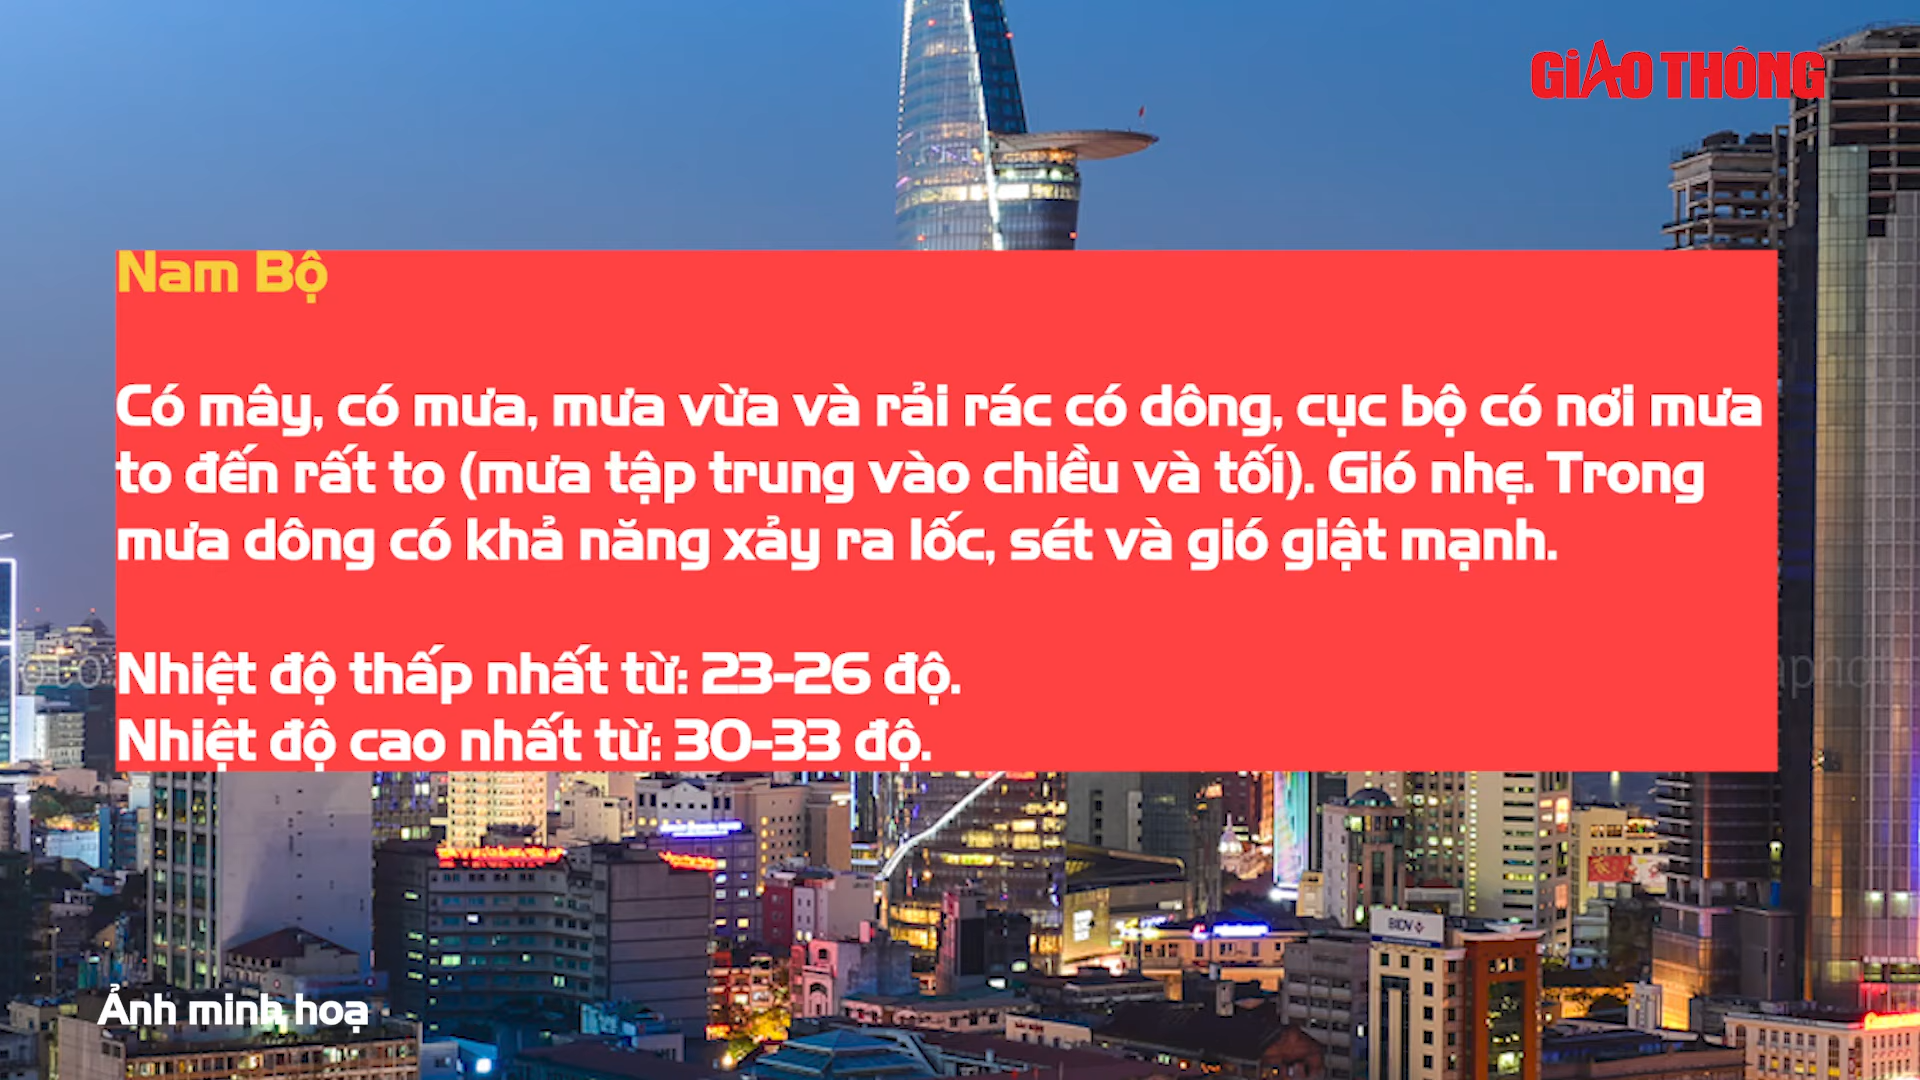 GIAO THÔNG
Nam Bộ
Có mây, có mưa, mưa vừa và rải rác có dông, cục bộ có nơi mưa
to đến rất to (mưa tập trung vào chiều và tối). Gió nhẹ. Trong
mưa dông có khả năng xảy ra lốc, sét và gió giật mạnh.
Nhiệt độ thấp nhất từ: 23-26 độ.
Nhiệt độ cao nhất từ: 30-33 độ.
BIDV
Ảnh minh hoạ